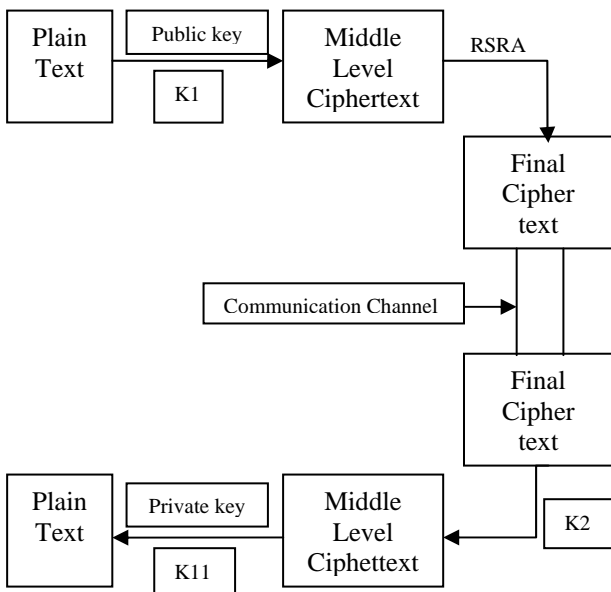 Plain
Text
Public key
K1
Middle
Level
Ciphertext
RSRA
Final
Cipher
text
Communication Channel
Final
Cipher
text
Plain
Text
Private key
K11
Middle
Level
Ciphettext
K2